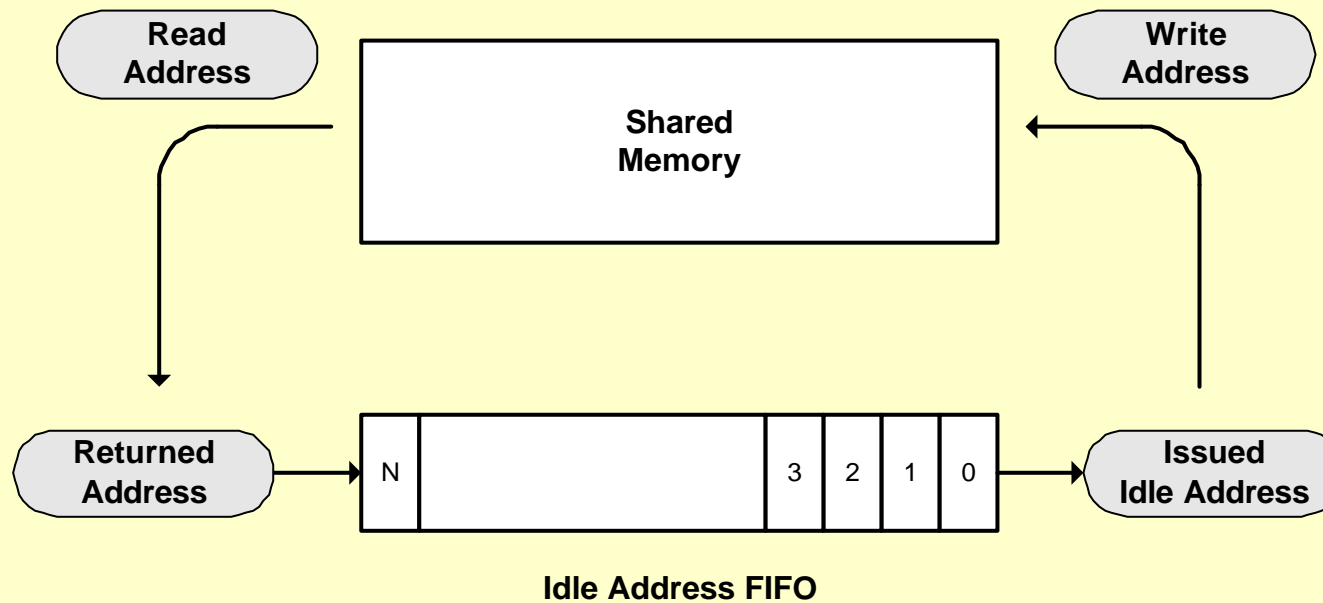 Read
Address
Shared
Memory
Write
Address
Returned
Address
N
3
2
1
0
Issued
Idle Address
Idle Address FIFO